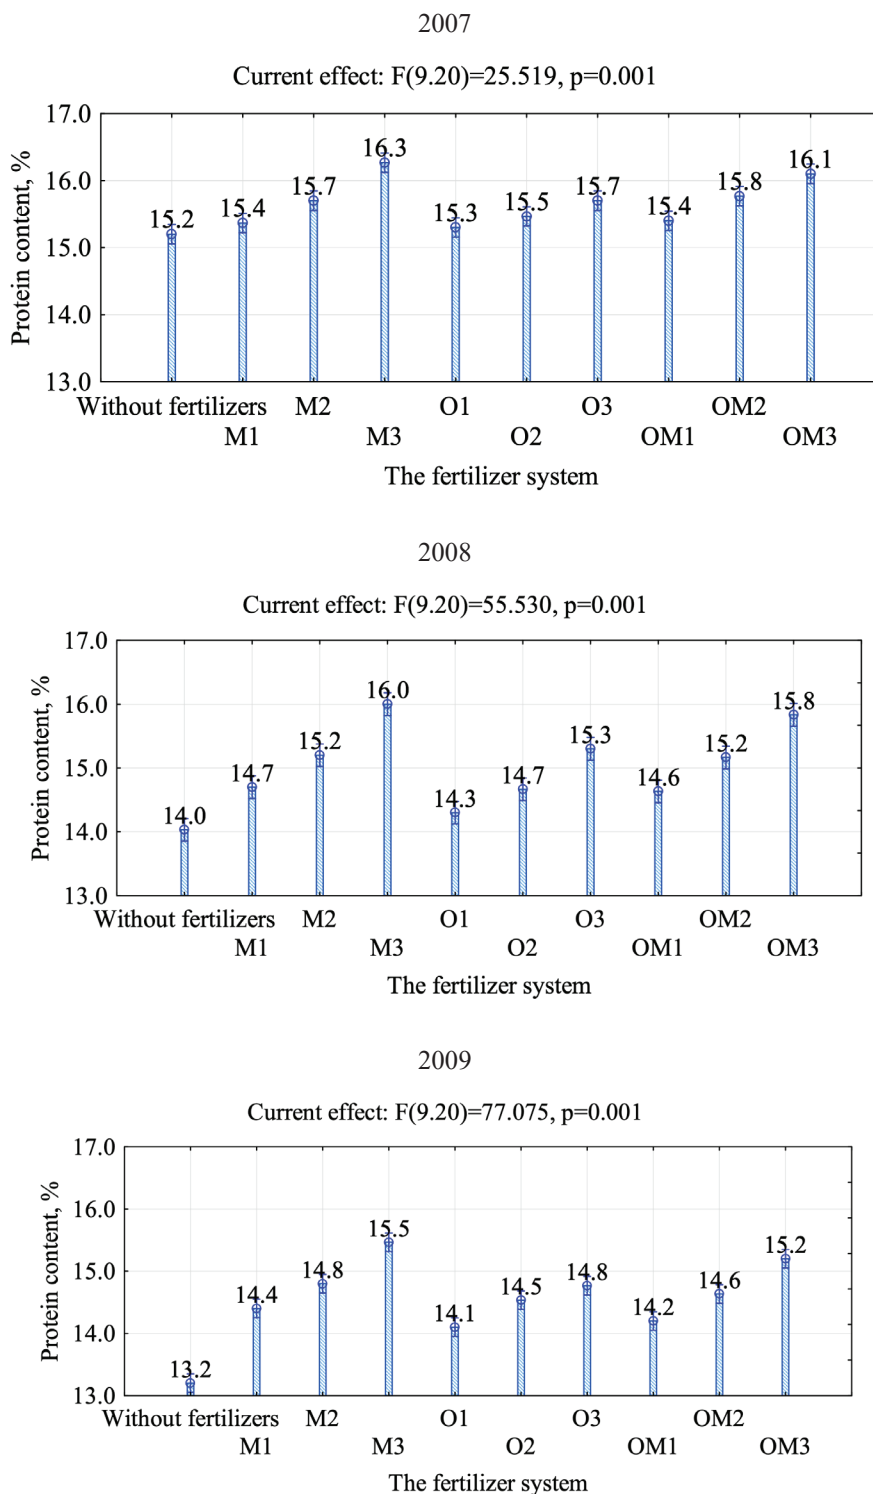 2007
Current effect: F(9.20)=25.519, p=0.001
Protein content, %
17.0
16.0
15.0
14.0
13.0
15.2
15.4
15.7
16.3
15.3
15.5
15.7
15.4
15.8
16.1
Without fertilizers
M1
M2
M3
O1
O2
O3
OM1
OM2
OM3
The fertilizer system
2008
Current effect: F(9.20)=55.530, p=0.001
Protein content, %
17.0
16.0
15.0
14.0
13.0
14.0
14.7
15.2
16.0
14.3
14.7
15.3
14.6
15.2
15.8
Without fertilizers
M1
M2
M3
O1
O2
O3
OM1
OM2
OM3
The fertilizer system
2009
Current effect: F(9.20)=77.075, p=0.001
Protein content, %
17.0
16.0
15.0
14.0
13.0
13.2
14.4
14.8
15.5
14.1
14.5
14.8
14.2
14.6
15.2
Without fertilizers
M1
M2
M3
O1
O2
O3
OM1
OM2
OM3
The fertilizer system